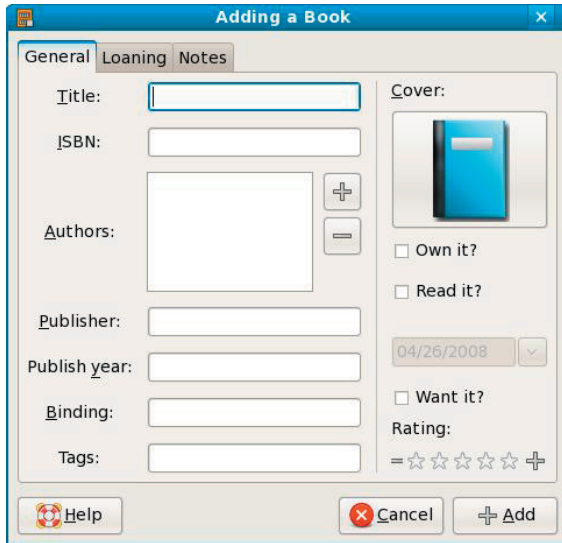 Adding a Book
General Loaning Notes
Title:
ISBN:
Authors:
Publisher:
Publish year:
Binding:
Tags:
Cover:
Own it?
Read it?
04/26/2008
Want it?
Rating:
Help
Cancel
Add